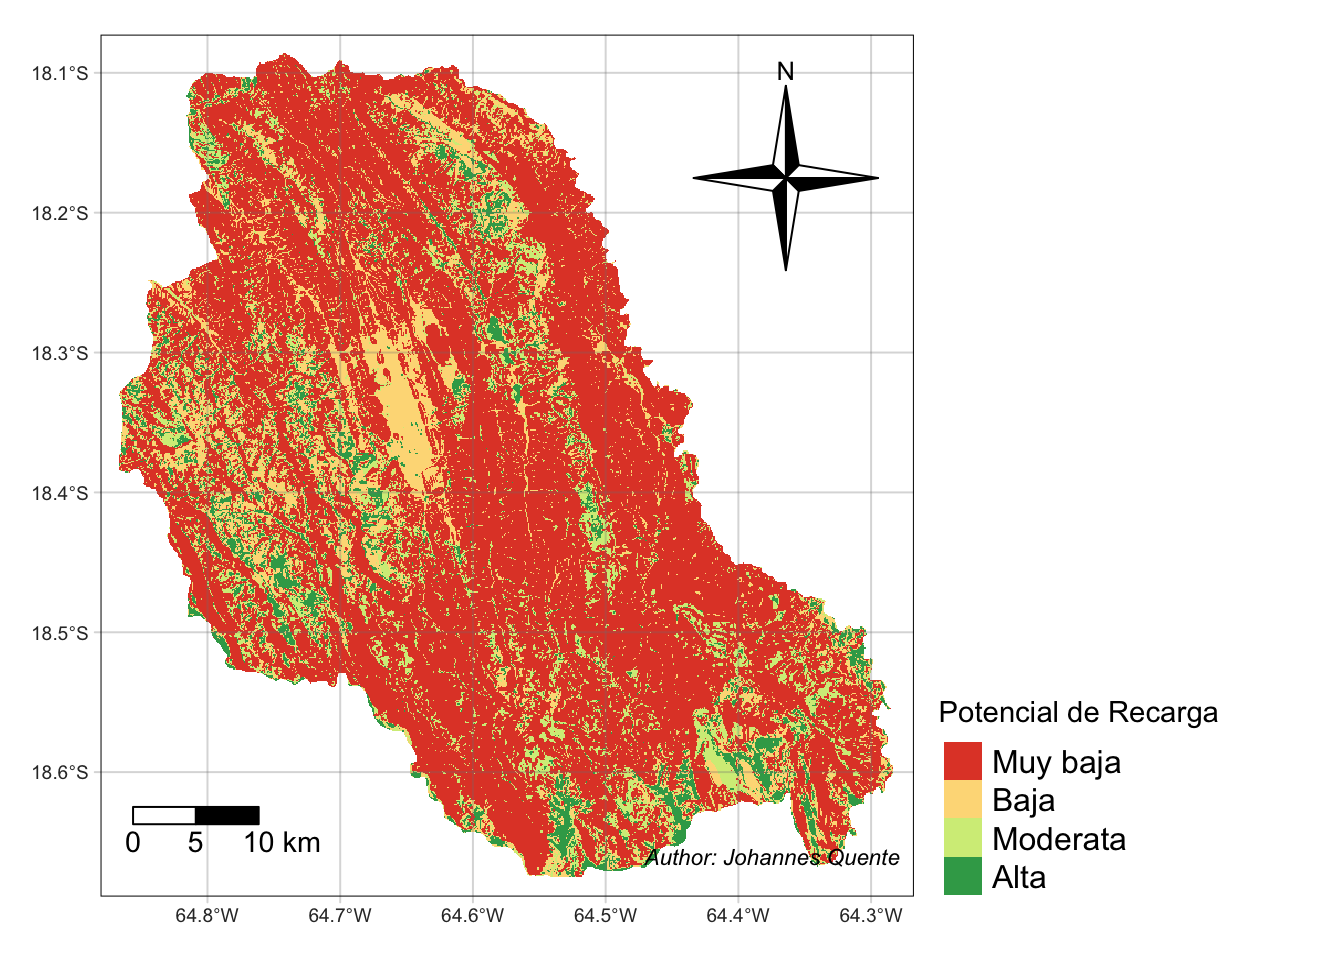 N
18.1°S
18.2°S
18.3°S
18.4°S
18.5°S
18.6°S
64.8°W
64.7°W
64.6°W
64.5°W
64.4°W
64.3°W
0 5 10 km
Author: Johannes Quente
Potencial de Recarga
Muy baja
Baja
Moderata
Alta